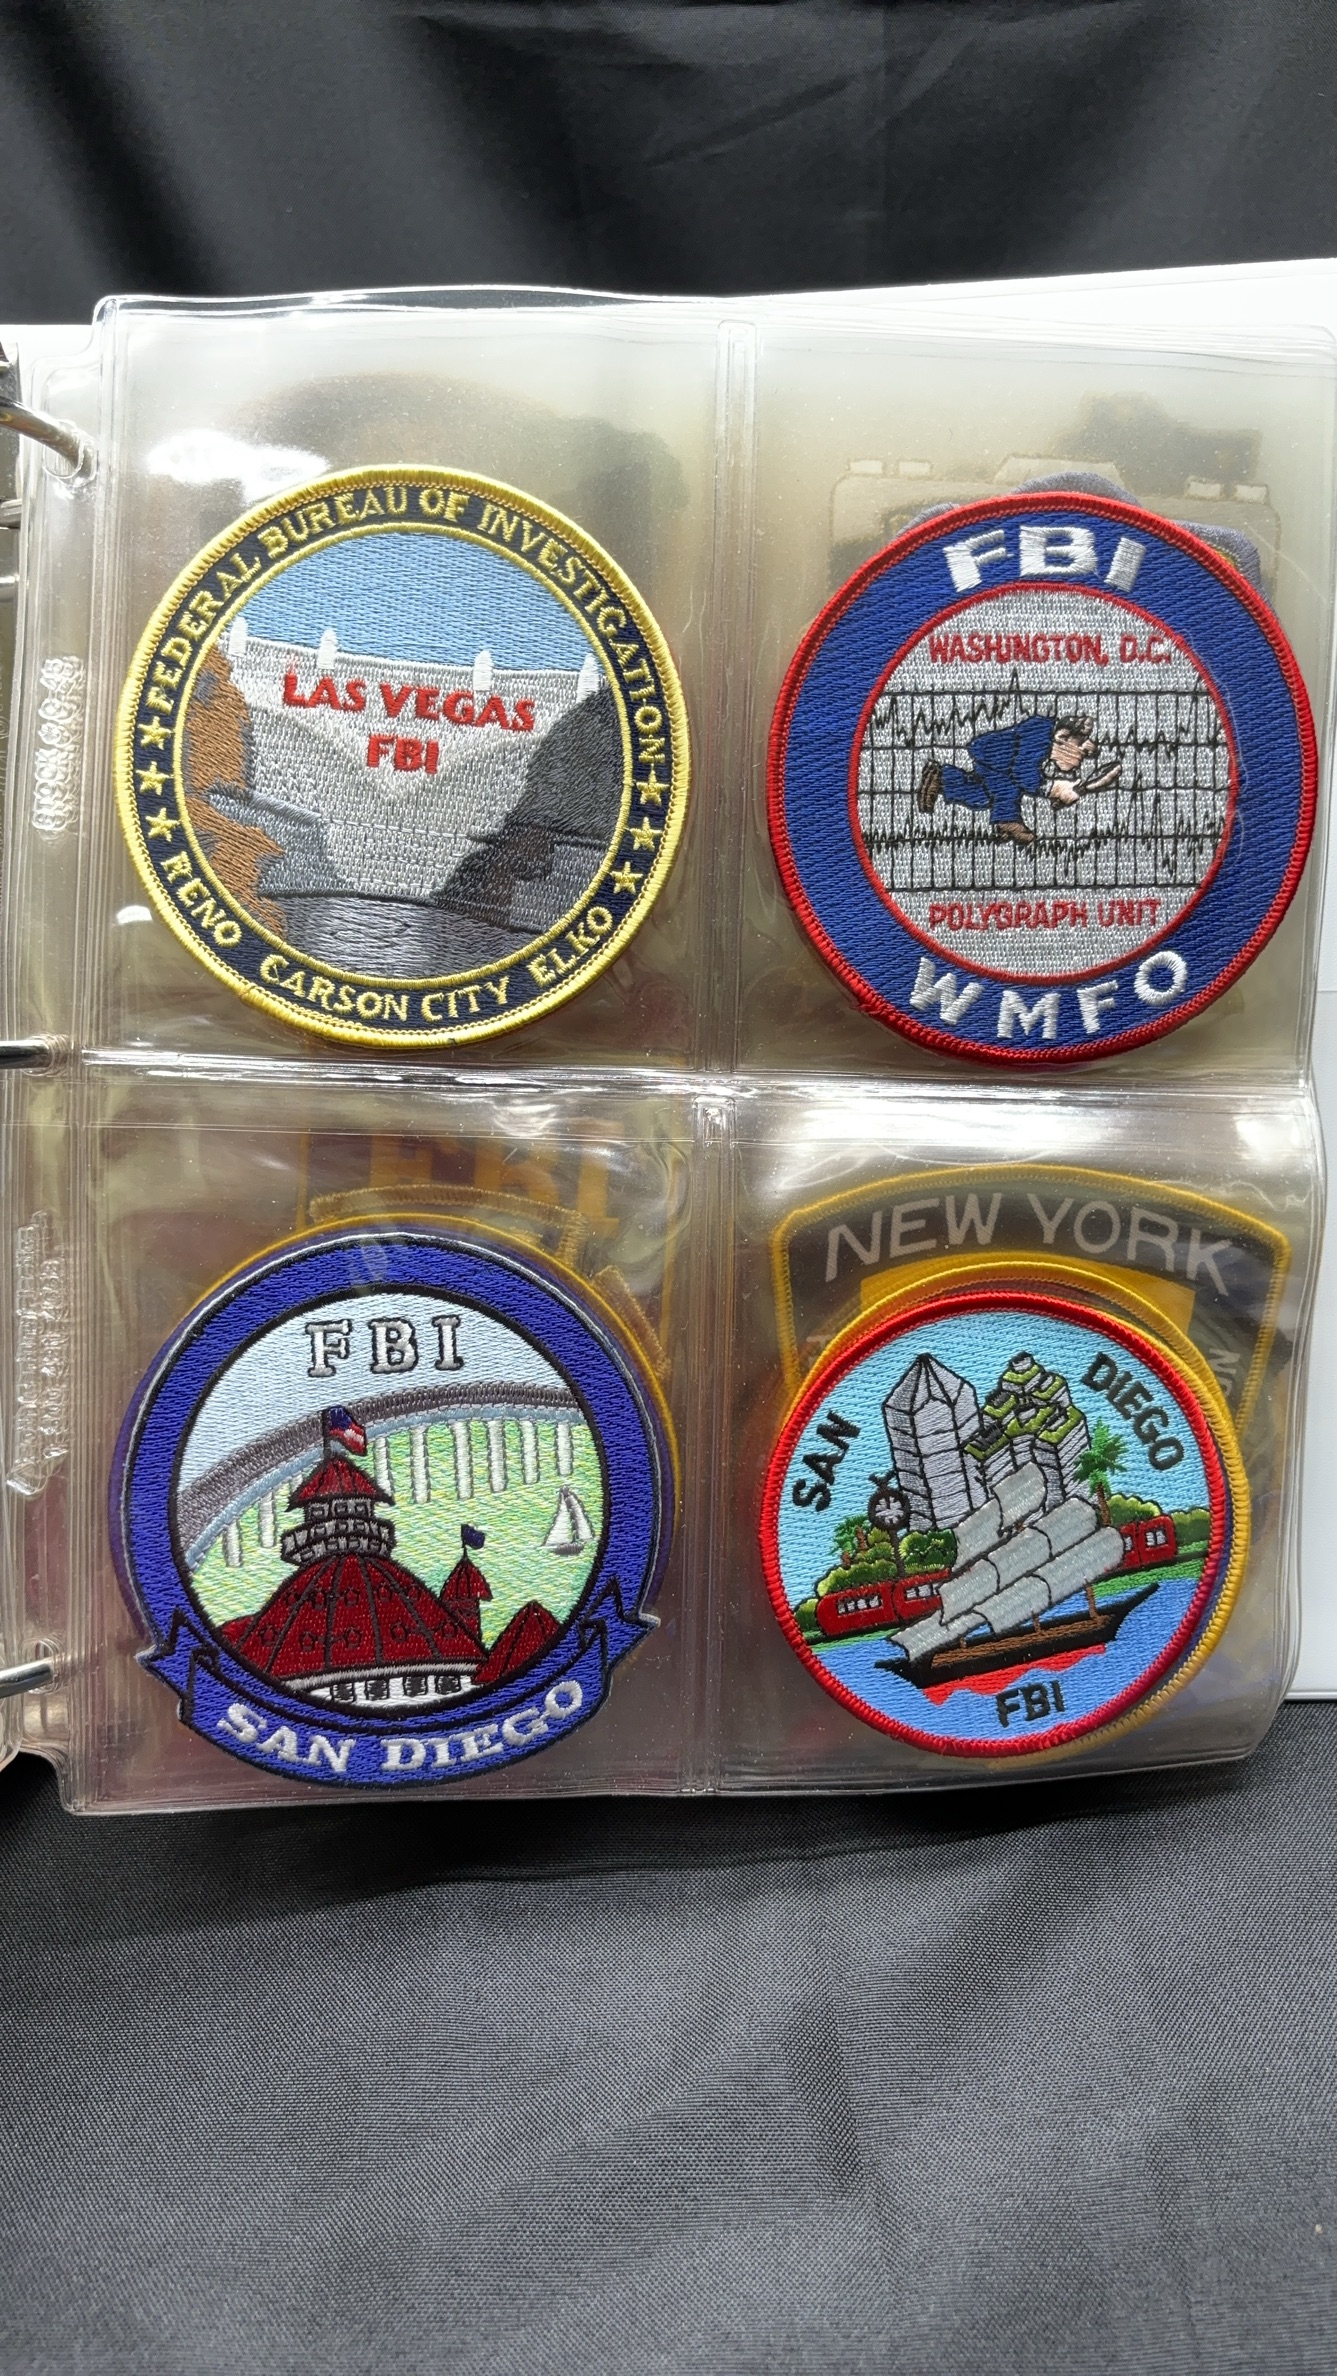 FEDERAL BUREAU OF INVESTIGATION
LAS VEGAS
FBI
RENO CARSON CITY ELKO
FBI
WASHINGTON, D.C.
POLYGRAPH UNIT
WMFO
FBI
SAN DIEGO
NEW YORK
SAN DIEGO
FBI
FBI